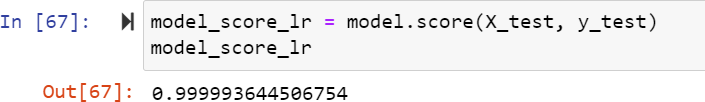 In [67]: model_score_lr = model.score(X_test, y_test)
model_score_lr
Out[67]: 0.999993644506754